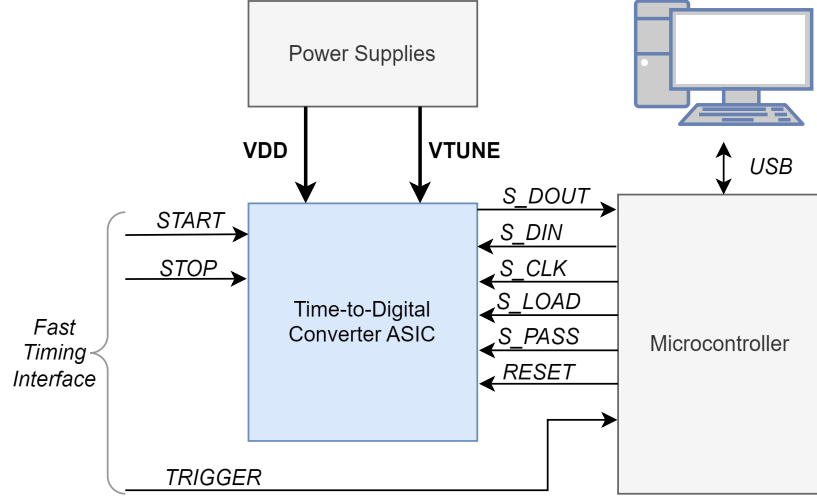 Power Supplies
VDD
VTUNE
USB
START
STOP
S_DOUT
S_DIN
S_CLK
S_LOAD
S_PASS
RESET
Time-to-Digital
Converter ASIC
Microcontroller
Fast
Timing
Interface
TRIGGER